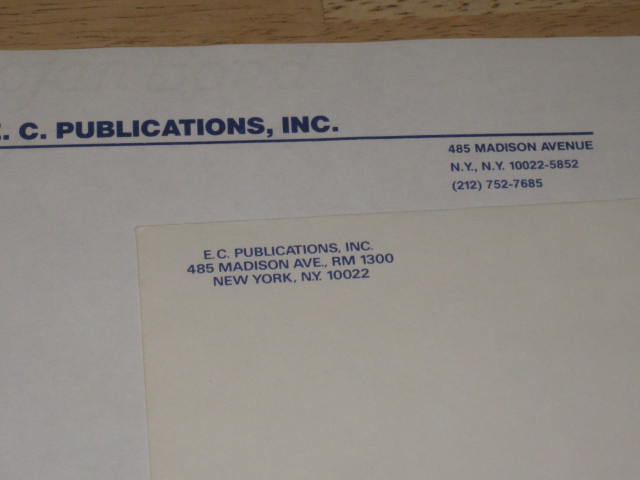 E. C. PUBLICATIONS, INC.
485 MADISON AVENUE
N.Y., N.Y. 10022-5852
(212) 752-7685
E.C. PUBLICATIONS, INC.
485 MADISON AVE., RM 1300
NEW YORK, N.Y. 10022